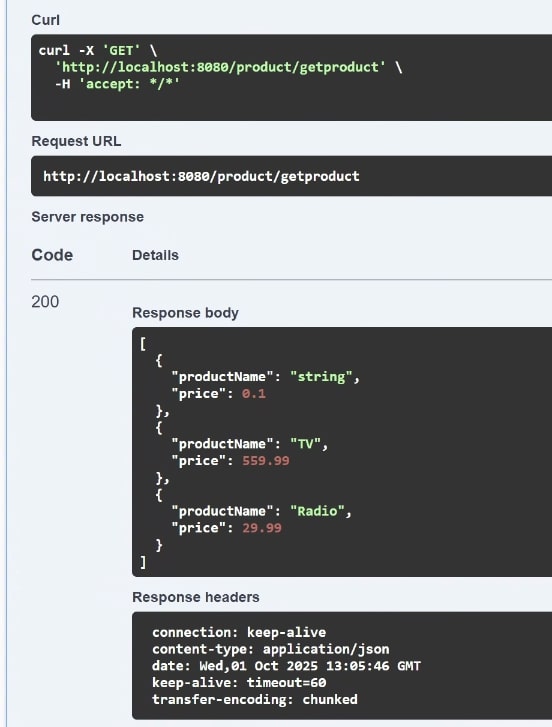 Curl
curl -X 'GET' \
'http://localhost:8080/product/getproduct' \
-H 'accept: */*'
Request URL
http://localhost:8080/product/getproduct
Server response
Code Details
200
Response body
[
{
"productName": "string",
"price": 0.1
},
{
"productName": "TV",
"price": 559.99
},
{
"productName": "Radio",
"price": 29.99
}
]
Response headers
connection: keep-alive
content-type: application/json
date: Wed,01 Oct 2025 13:05:46 GMT
keep-alive: timeout=60
transfer-encoding: chunked